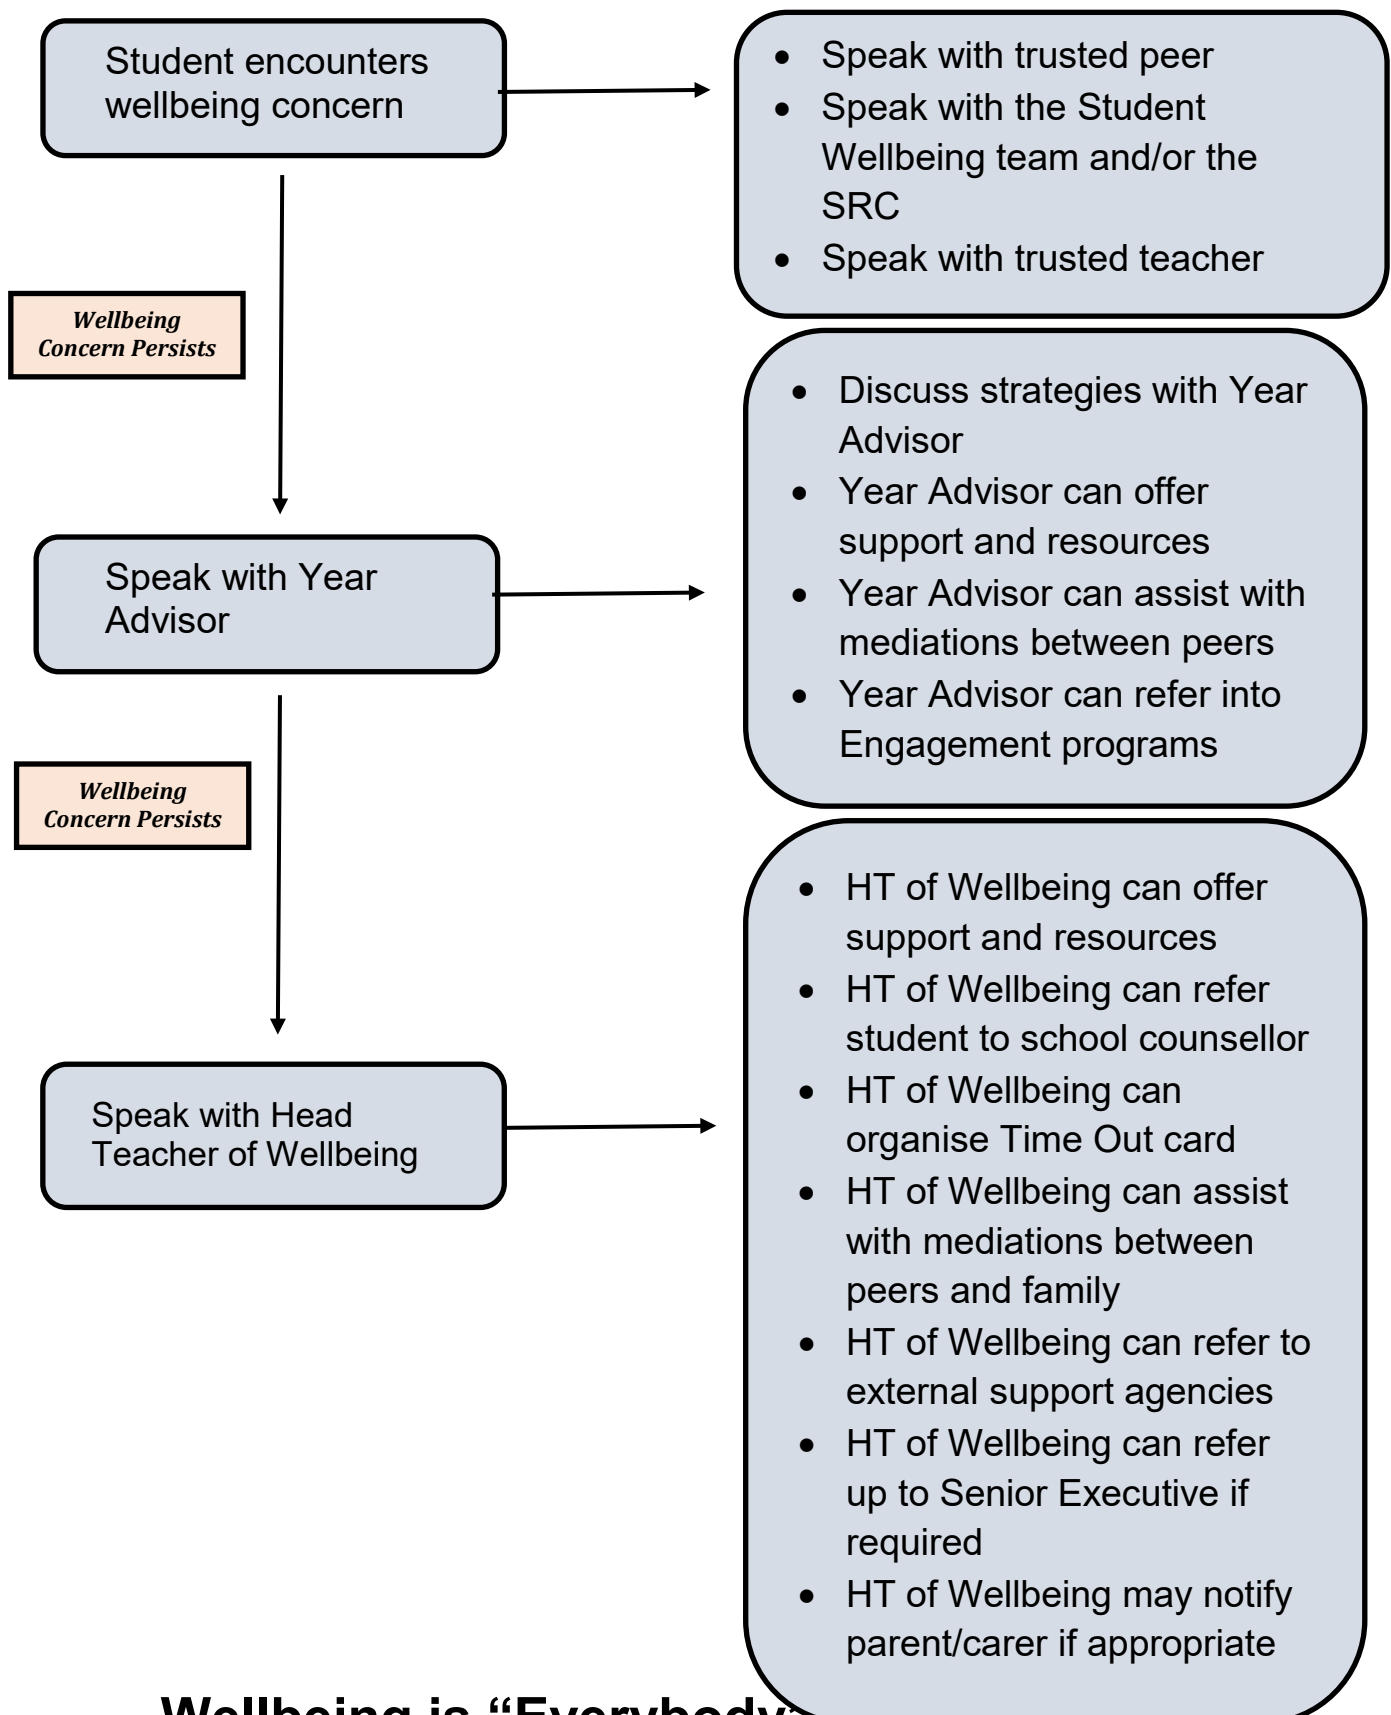 Student encounters
wellbeing concern
• Speak with trusted peer
• Speak with the Student
Wellbeing team and/or the
SRC
• Speak with trusted teacher
Wellbeing
Concern Persists
Speak with Year
Advisor
• Discuss strategies with Year
Advisor
• Year Advisor can offer
support and resources
• Year Advisor can assist with
mediations between peers
• Year Advisor can refer into
Engagement programs
Wellbeing
Concern Persists
Speak with Head
Teacher of Wellbeing
• HT of Wellbeing can offer
support and resources
• HT of Wellbeing can refer
student to school counsellor
• HT of Wellbeing can
organise Time Out card
• HT of Wellbeing can assist
with mediations between
peers and family
• HT of Wellbeing can refer to
external support agencies
• HT of Wellbeing can refer
up to Senior Executive if
required
• HT of Wellbeing may notify
parent/carer if appropriate
Wellbeing is “Everybody